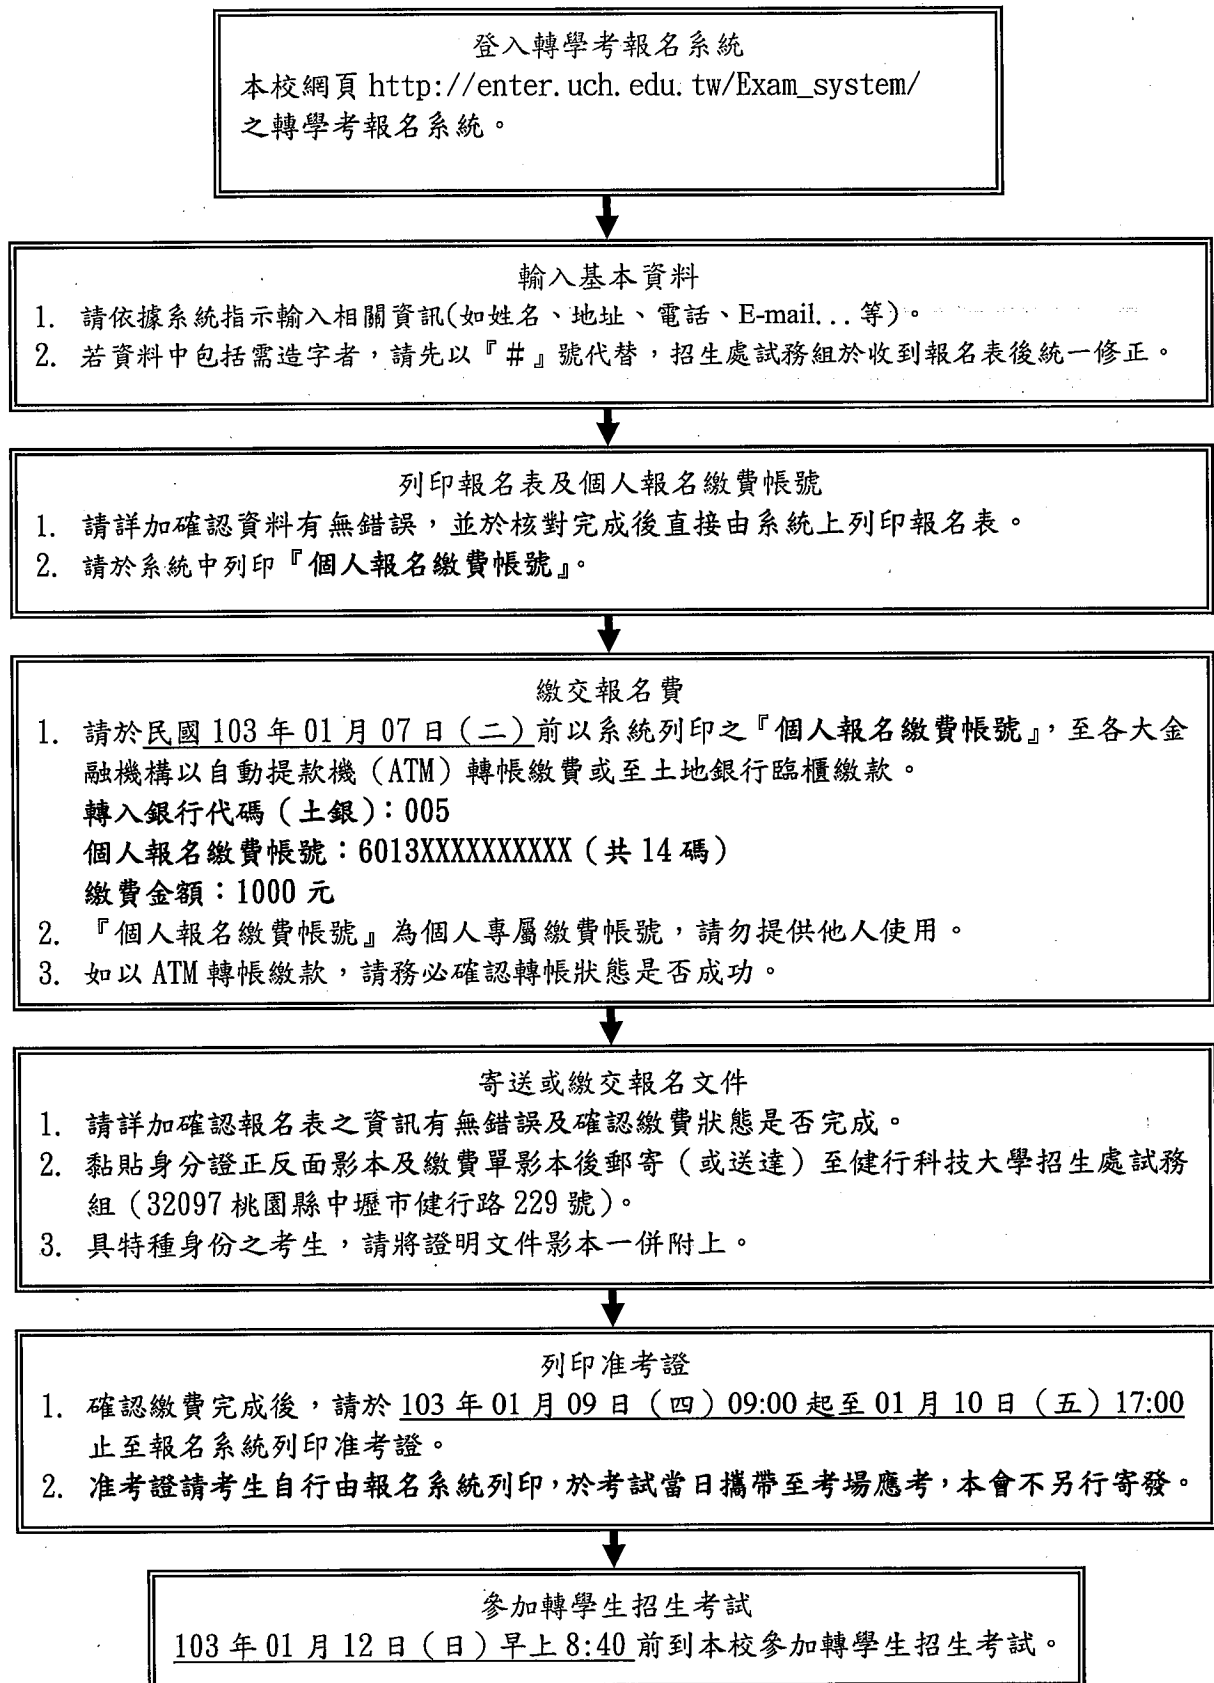 登入轉學考報名系統
本校網頁 http://enter.uch.edu.tw/Exam_system/
之轉學考報名系統。
輸入基本資料
1. 請依據系統指示輸入相關資訊(如姓名、地址、電話、E-mail...等)。
2. 若資料中包括需造字者，請先以『#』號代替，招生處試務組於收到報名表後統一修正。
列印報名表及個人報名繳費帳號
1. 請詳加確認資料有無錯誤，並於核對完成後直接由系統上列印報名表。
2. 請於系統中列印『個人報名繳費帳號』。
繳交報名費
1. 請於民國 103 年 01 月 07 日（二）前以系統列印之『個人報名繳費帳號』，至各大金
融機構以自動提款機（ATM）轉帳繳費或至土地銀行臨櫃繳款。
轉入銀行代碼（土銀）：005
個人報名繳費帳號：6013XXXXXXXXXX（共 14 碼）
繳費金額：1000 元
2. 『個人報名繳費帳號』為個人專屬繳費帳號，請勿提供他人使用。
3. 如以 ATM 轉帳繳款，請務必確認轉帳狀態是否成功。
寄送或繳交報名文件
1. 請詳加確認報名表之資訊有無錯誤及確認繳費狀態是否完成。
2. 黏貼身分證正反面影本及繳費單影本後郵寄（或送達）至健行科技大學招生處試務
組（32097 桃園縣中壢市健行路 229 號）。
3. 具特種身份之考生，請將證明文件影本一併附上。
列印准考證
1. 確認繳費完成後，請於 103 年 01 月 09 日（四）09:00 起至 01 月 10 日（五）17:00
止至報名系統列印准考證。
2. 准考證請考生自行由報名系統列印，於考試當日攜帶至考場應考，本會不另行寄發。
參加轉學生招生考試
103 年 01 月 12 日（日）早上 8:40 前到本校參加轉學生招生考試。